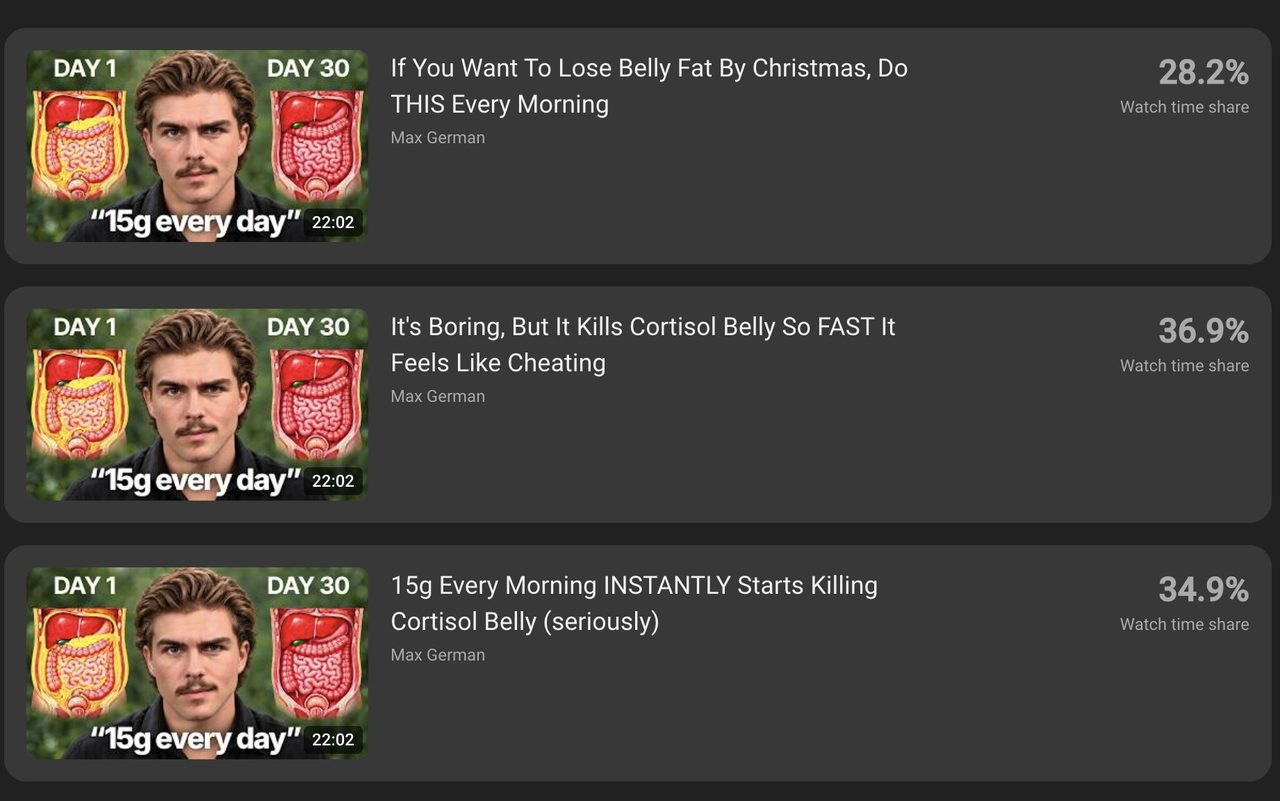 DAY 1
DAY 30
"15g every day"
22:02
If You Want To Lose Belly Fat By Christmas, Do
THIS Every Morning
Max German
28.2%
Watch time share
DAY 1
DAY 30
"15g every day"
22:02
It's Boring, But It Kills Cortisol Belly So FAST It
Feels Like Cheating
Max German
36.9%
Watch time share
DAY 1
DAY 30
"15g every day"
22:02
15g Every Morning INSTANTLY Starts Killing
Cortisol Belly (seriously)
Max German
34.9%
Watch time share